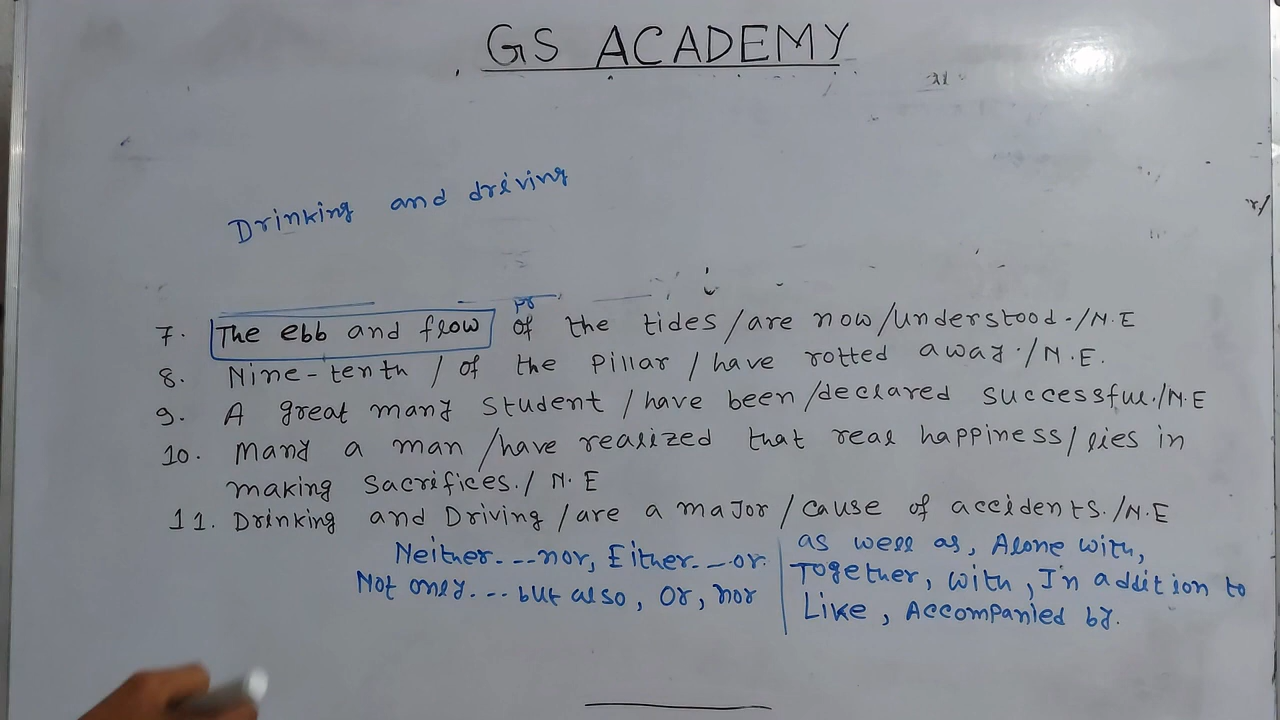 GS ACADEMY
Drinking and driving
pr
7. The ebb and flow of the tides /are now /understood./N.E
8. Nine-tenth / of the pillar / have rotted away./N.E.
9. A great many student / have been /declared successful./N.E
10. Many a man /have realized that real happiness/ lies in
making sacrifices./ N.E
11. Drinking and Driving /are a major / cause of accidents./N.E
Neither---nor, Either--or.
Not only---but also, or, nor
as well as, Alone with,
Together, with, In addition to
Like, Accompanied by.